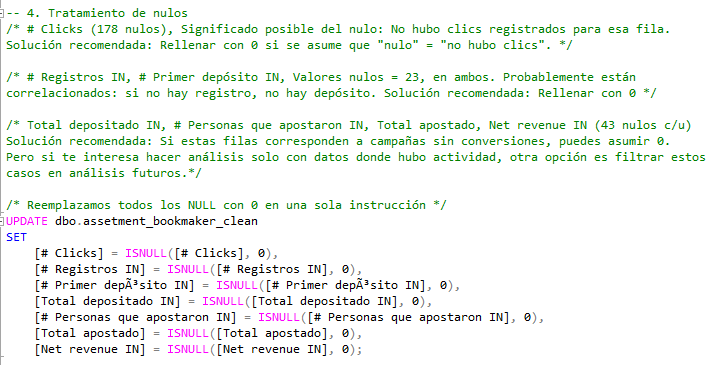 -- 4. Tratamiento de nulos
/* # Clicks (178 nulos), Significado posible del nulo: No hubo clics registrados para esa fila.
Solución recomendada: Rellenar con 0 si se asume que "nulo" = "no hubo clics". */
/* # Registros IN, # Primer depósito IN, Valores nulos = 23, en ambos. Probablemente están
correlacionados: si no hay registro, no hay depósito. Solución recomendada: Rellenar con 0 */
/* Total depositado IN, # Personas que apostaron IN, Total apostado, Net revenue IN (43 nulos c/u)
Solución recomendada: Si estas filas corresponden a campañas sin conversiones, puedes asumir 0.
Pero si te interesa hacer análisis solo con datos donde hubo actividad, otra opción es filtrar estos
casos en análisis futuros.*/
/* Reemplazamos todos los NULL con 0 en una sola instrucción */
UPDATE dbo.assetment_bookmaker_clean
SET
[# Clicks] = ISNULL([# Clicks], 0),
[# Registros IN] = ISNULL([# Registros IN], 0),
[# Primer depÃ³sito IN] = ISNULL([# Primer depÃ³sito IN], 0),
[Total depositado IN] = ISNULL([Total depositado IN], 0),
[# Personas que apostaron IN] = ISNULL([# Personas que apostaron IN], 0),
[Total apostado] = ISNULL([Total apostado], 0),
[Net revenue IN] = ISNULL([Net revenue IN], 0);